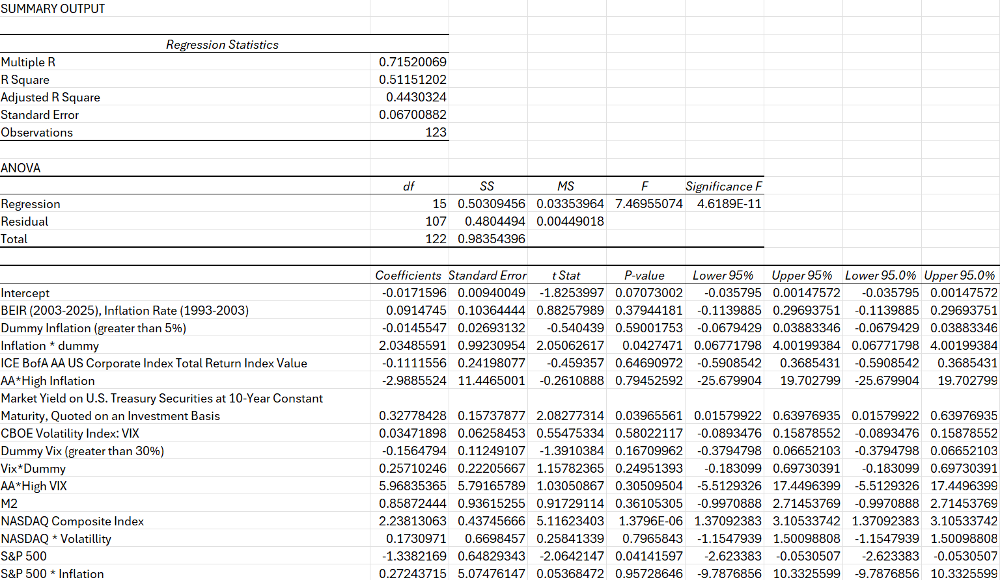 SUMMARY OUTPUT
Regression Statistics
Multiple R 0.71520069
R Square 0.51151202
Adjusted R Square 0.4430324
Standard Error 0.06700882
Observations 123
ANOVA
df SS MS F Significance F
Regression 15 0.50309456 0.03353964 7.46955074 4.6189E-11
Residual 107 0.4804494 0.00449018
Total 122 0.98354396
Coefficients Standard Error t Stat P-value Lower 95% Upper 95% Lower 95.0% Upper 95.0%
Intercept -0.0171596 0.00940049 -1.8253997 0.07073002 -0.035795 0.00147572 -0.035795 0.00147572
BEIR (2003-2025), Inflation Rate (1993-2003) 0.0914745 0.10364444 0.88257989 0.37944181 -0.1139885 0.29693751 -0.1139885 0.29693751
Dummy Inflation (greater than 5%) -0.0145547 0.02693132 -0.540439 0.59001753 -0.0679429 0.03883346 -0.0679429 0.03883346
Inflation * dummy 2.03485591 0.99230954 2.05062617 0.0427471 0.06771798 4.00199384 0.06771798 4.00199384
ICE BofA AA US Corporate Index Total Return Index Value -0.1111556 0.24198077 -0.459357 0.64690972 -0.5908542 0.3685431 -0.5908542 0.3685431
AA*High Inflation -2.9885524 11.4465001 -0.2610888 0.79452592 -25.679904 19.702799 -25.679904 19.702799
Market Yield on U.S. Treasury Securities at 10-Year Constant
Maturity, Quoted on an Investment Basis 0.32778428 0.15737877 2.08277314 0.03965561 0.01579922 0.63976935 0.01579922 0.63976935
CBOE Volatility Index: VIX 0.03471898 0.06258453 0.55475334 0.58022117 -0.0893476 0.15878552 -0.0893476 0.15878552
Dummy Vix (greater than 30%) -0.1564794 0.11249107 -1.3910384 0.16709962 -0.3794798 0.06652103 -0.3794798 0.06652103
Vix*Dummy 0.25710246 0.22205667 1.15782365 0.24951393 -0.183099 0.69730391 -0.183099 0.69730391
AA*High VIX 5.96835365 5.79165789 1.03050867 0.30509504 -5.5129326 17.4496399 -5.5129326 17.4496399
M2 0.85872444 0.93615255 0.91729114 0.36105305 -0.9970888 2.71453769 -0.9970888 2.71453769
NASDAQ Composite Index 2.23813063 0.43745666 5.11623403 1.3796E-06 1.37092383 3.10533742 1.37092383 3.10533742
NASDAQ * Volatillity 0.1730971 0.6698457 0.25841339 0.7965843 -1.1547939 1.50098808 -1.1547939 1.50098808
S&P 500 -1.3382169 0.64829343 -2.0642147 0.04141597 -2.623383 -0.0530507 -2.623383 -0.0530507
S&P 500 * Inflation 0.27243715 5.07476147 0.05368472 0.95728646 -9.7876856 10.3325599 -9.7876856 10.3325599